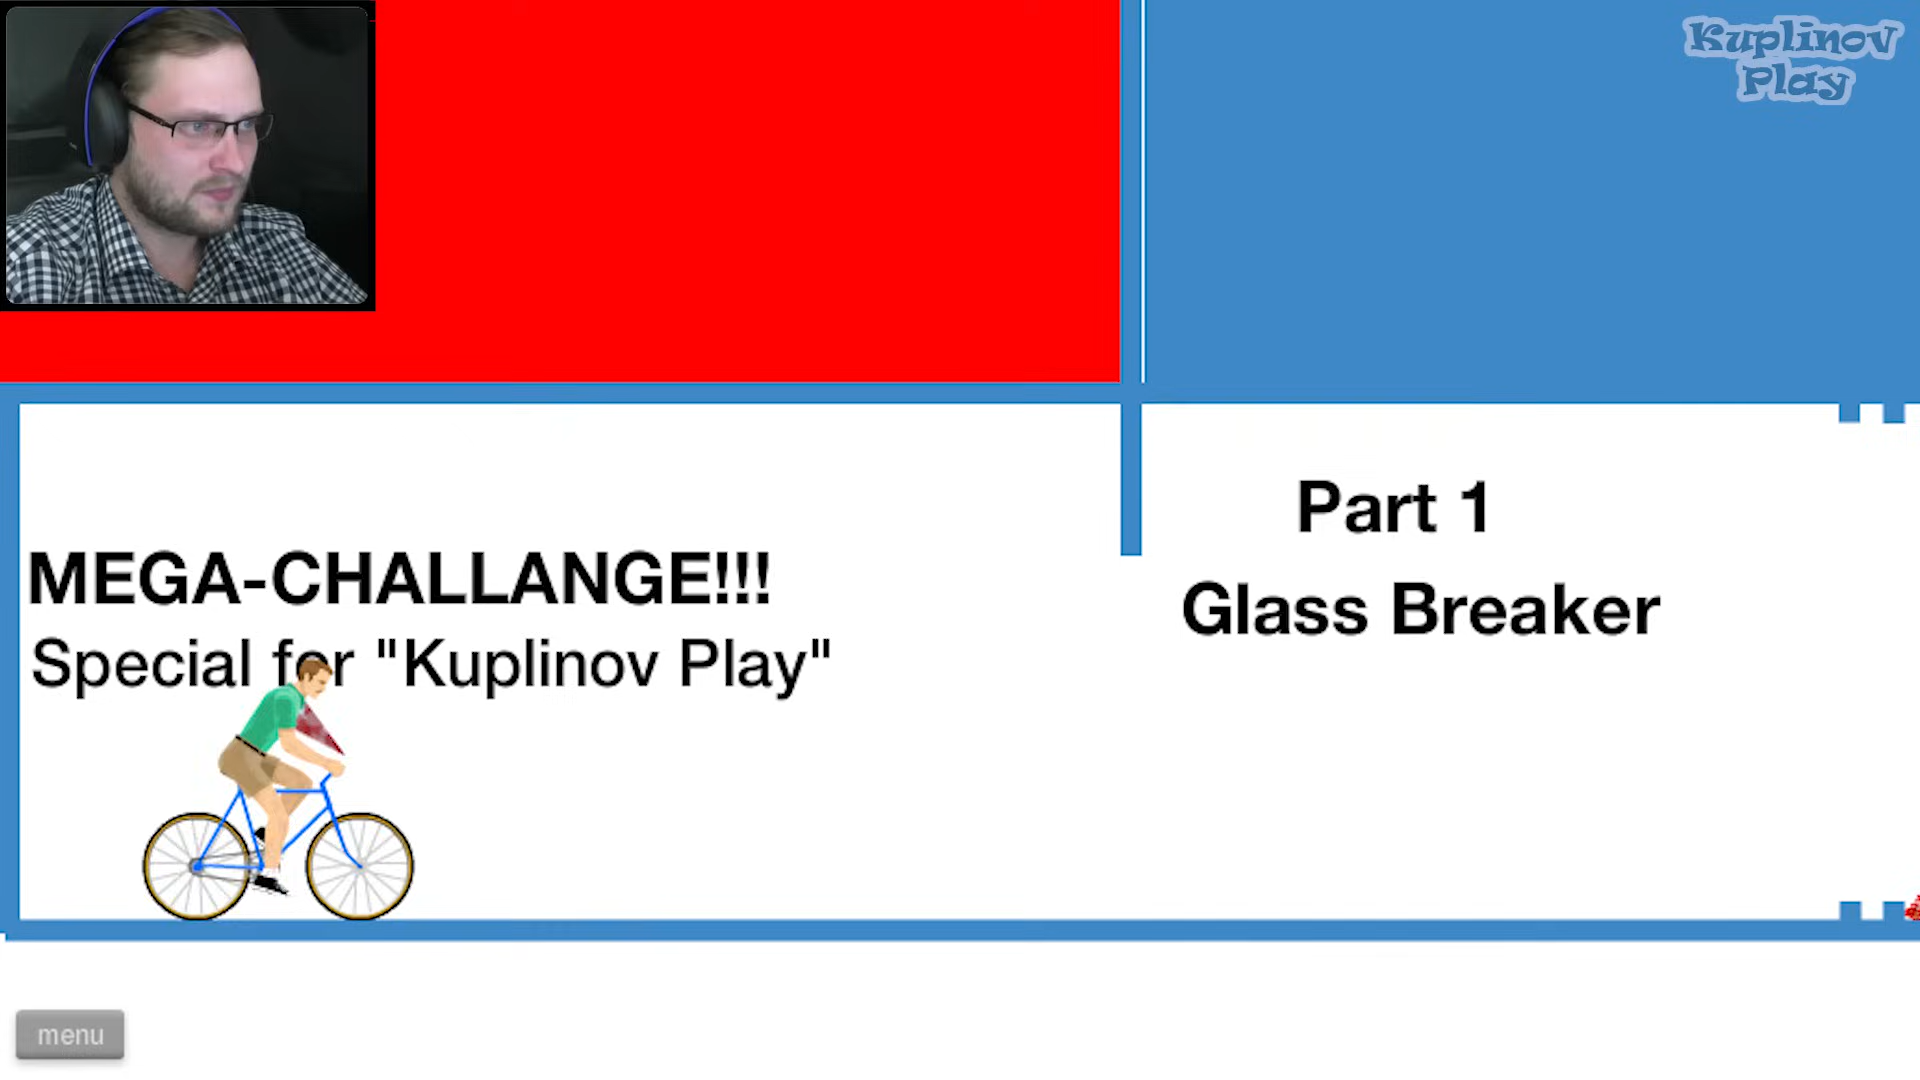 Kuplinov
Play
MEGA-CHALLANGE!!!
Special for "Kuplinov Play"
Part 1
Glass Breaker
menu